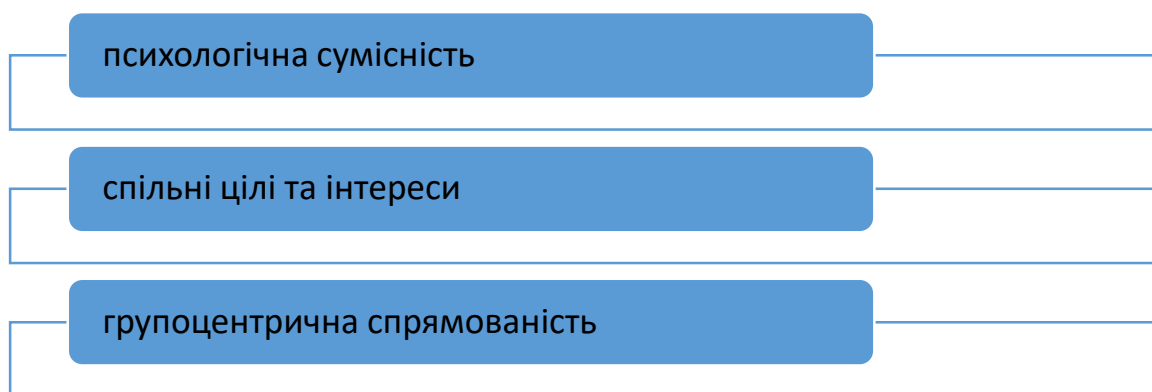 психологічна сумісність
спільні цілі та інтереси
групоцентрична спрямованість